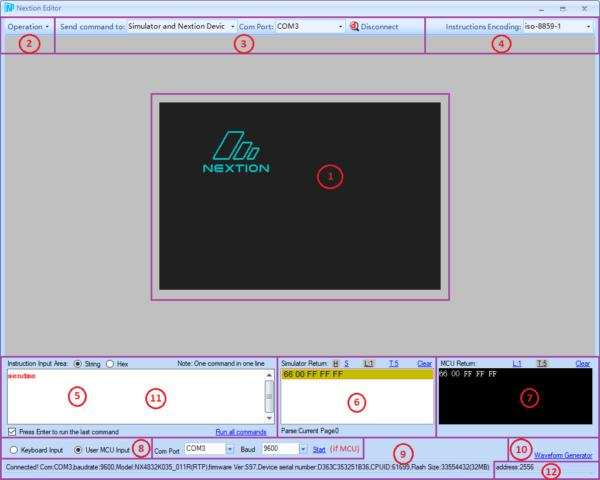 Nextion Editor
Operation Send command to: Simulator and Nextion Devic Com Port: COM3 Disconnect Instructions Encoding: iso-8859-1
2 3 4
NEXTION
1
Instruction Input Area: String Hex Note: One command in one line
sendme
5 11
Press Enter to run the last command Run all commands
Simulator Return: H S L:1 T:5 Clear
66 00 FF FF FF
6
Parse:Current Page0
MCU Return: L:1 T:5 Clear
66 00 FF FF FF
7
Keyboard Input User MCU Input 8 Com Port COM3 Baud 9600 Start (if MCU) 9 10 Waveform Generator
Connected! Com:COM3,baudrate:9600,Model:NX4832K035_011R(RTP),firmware Ver:S97,Device serial number:D363C353251B36,CPUID:61699,Flash Size:33554432(32MB) address:2556 12